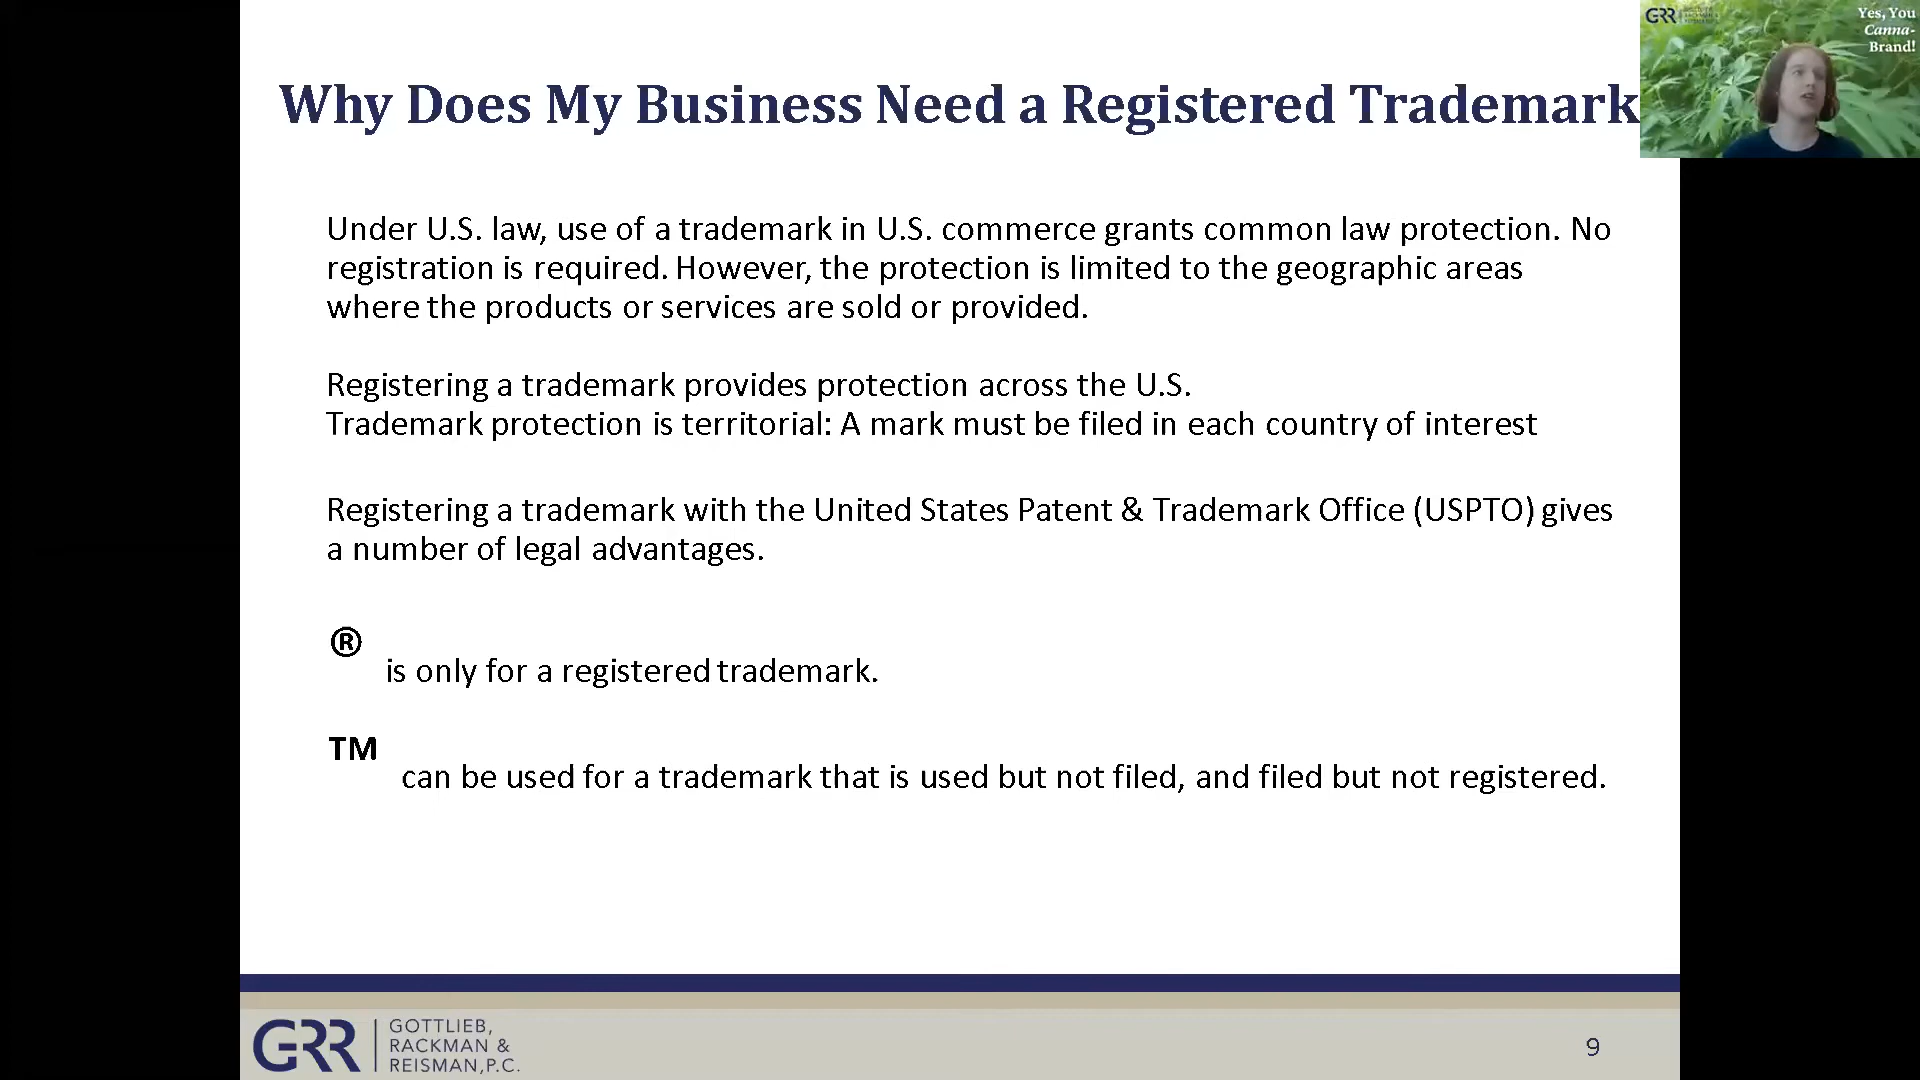 Why Does My Business Need a Registered Trademark
Under U.S. law, use of a trademark in U.S. commerce grants common law protection. No
registration is required. However, the protection is limited to the geographic areas
where the products or services are sold or provided.
Registering a trademark provides protection across the U.S.
Trademark protection is territorial: A mark must be filed in each country of interest
Registering a trademark with the United States Patent & Trademark Office (USPTO) gives
a number of legal advantages.
® is only for a registered trademark.
TM can be used for a trademark that is used but not filed, and filed but not registered.
GRR
GOTTLIEB,
RACKMAN &
REISMAN,P.C.
9
GRR
Yes, You
Canna-
Brand!